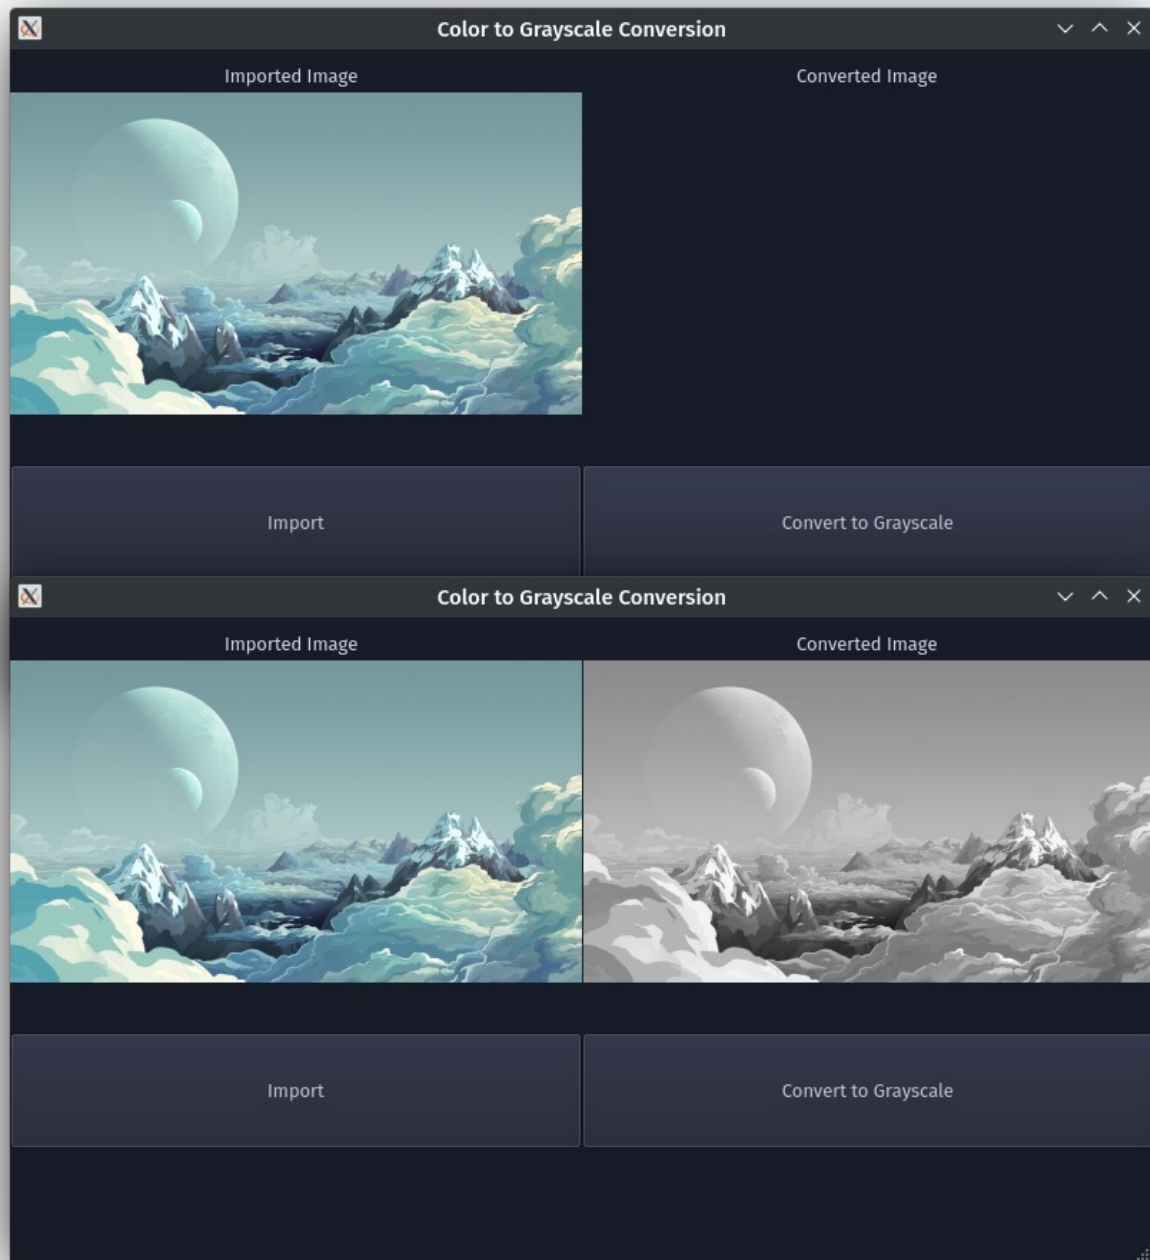 Color to Grayscale Conversion
Imported Image Converted Image
Import Convert to Grayscale
Color to Grayscale Conversion
Imported Image Converted Image
Import Convert to Grayscale